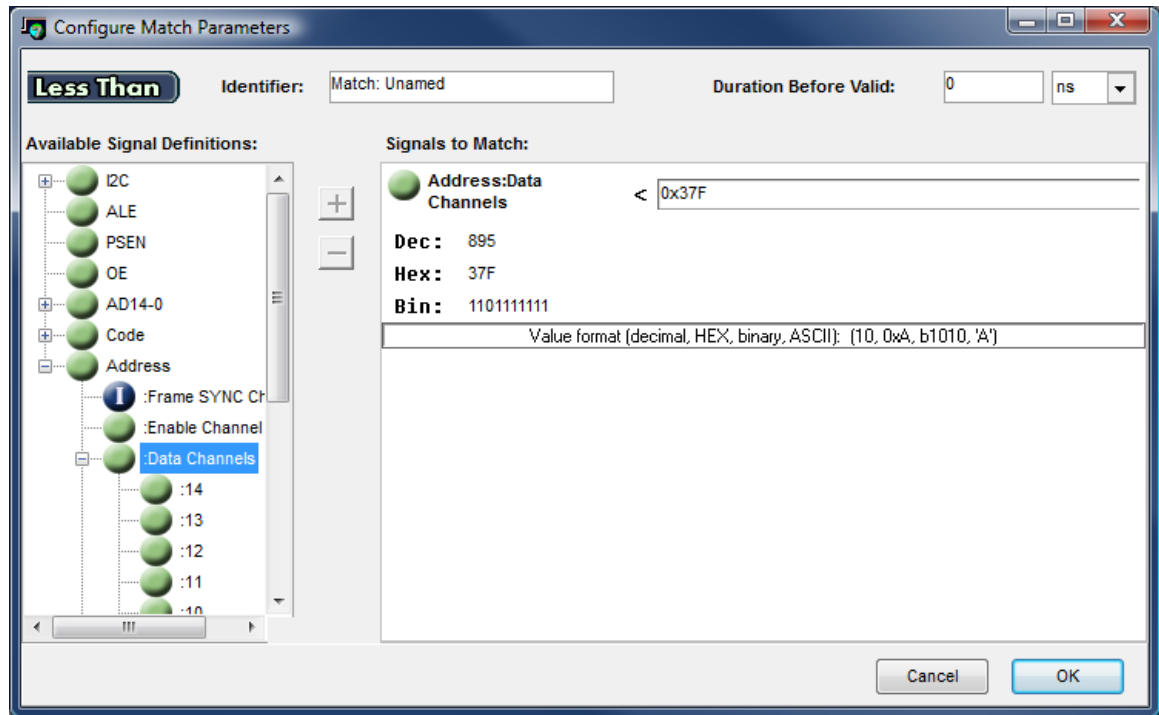 Configure Match Parameters
Less Than
Identifier:
Match: Unamed
Duration Before Valid:
0
ns
Available Signal Definitions:
Signals to Match:
I2C
ALE
PSEN
OE
AD14-0
Code
Address
:Frame SYNC Ch
:Enable Channel
:Data Channels
:14
:13
:12
:11
:10
Address:Data
Channels
<
0x37F
Dec: 895
Hex: 37F
Bin: 1101111111
Value format (decimal, HEX, binary, ASCII): (10, 0xA, b1010, 'A')
Cancel
OK